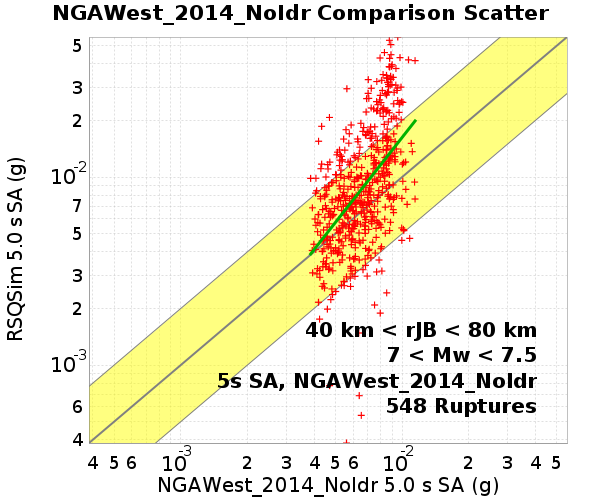 NGAWest_2014_NoIdr Comparison Scatter
RSQSim 5.0 s SA (g)
5
3
2
10⁻²
7
5
3
2
10⁻³
6
4
40 km < rJB < 80 km
7 < Mw < 7.5
5s SA, NGAWest_2014_NoIdr
548 Ruptures
4 5 6 10⁻³ 2 3 4 5 6 10⁻² 2 3 4 5
NGAWest_2014_NoIdr 5.0 s SA (g)